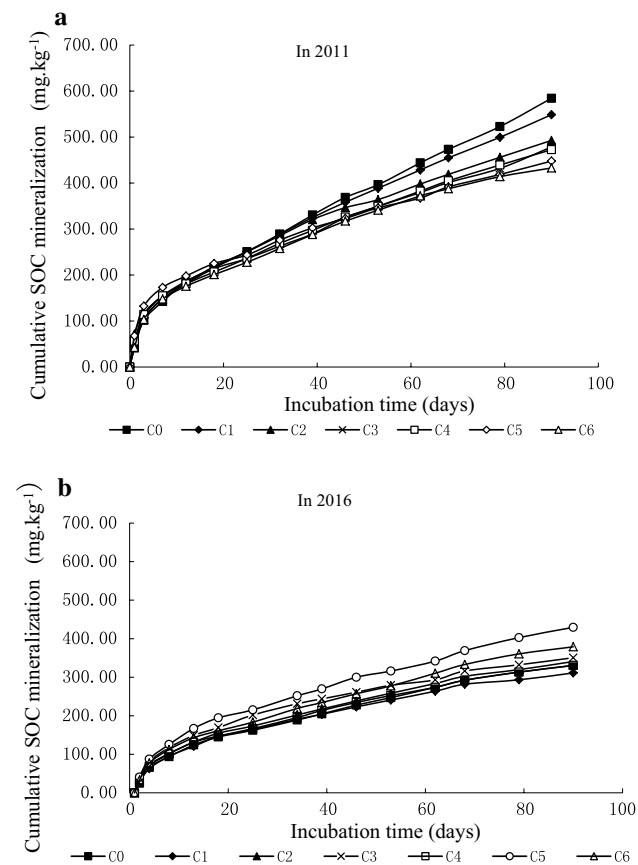 a
In 2011
Cumulative SOC mineralization (mg.kg-1)
700.00
600.00
500.00
400.00
300.00
200.00
100.00
0.00
0 20 40 60 80 100
Incubation time (days)
C0 C1 C2 C3 C4 C5 C6
b
In 2016
Cumulative SOC mineralization (mg.kg-1)
700.00
600.00
500.00
400.00
300.00
200.00
100.00
0.00
0 20 40 60 80 100
Incubation time (days)
C0 C1 C2 C3 C4 C5 C6